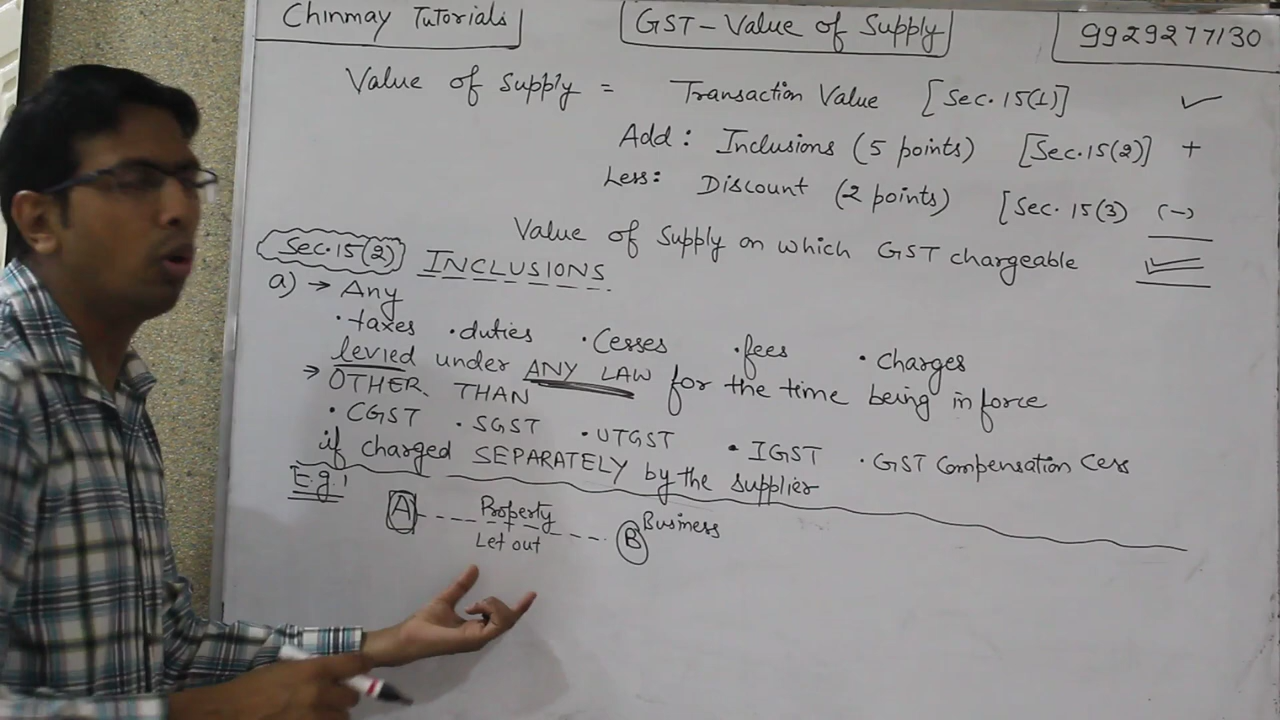 Chinmay Tutorials
GST - Value of Supply
9929277130
Value of Supply = Transaction Value [Sec. 15(1)] ✓
Add: Inclusions (5 points) [Sec. 15(2)] +
Less: Discount (2 points) [Sec. 15(3) (-)
Value of Supply on which GST chargeable ✓
Sec. 15(2) INCLUSIONS
a) → Any
• taxes • duties • Cesses • fees • charges
levied under ANY LAW for the time being in force
→ OTHER THAN
• CGST • SGST • UTGST • IGST • GST Compensation Cess
if charged SEPARATELY by the supplier
E.g!
A Property B Business
Let out